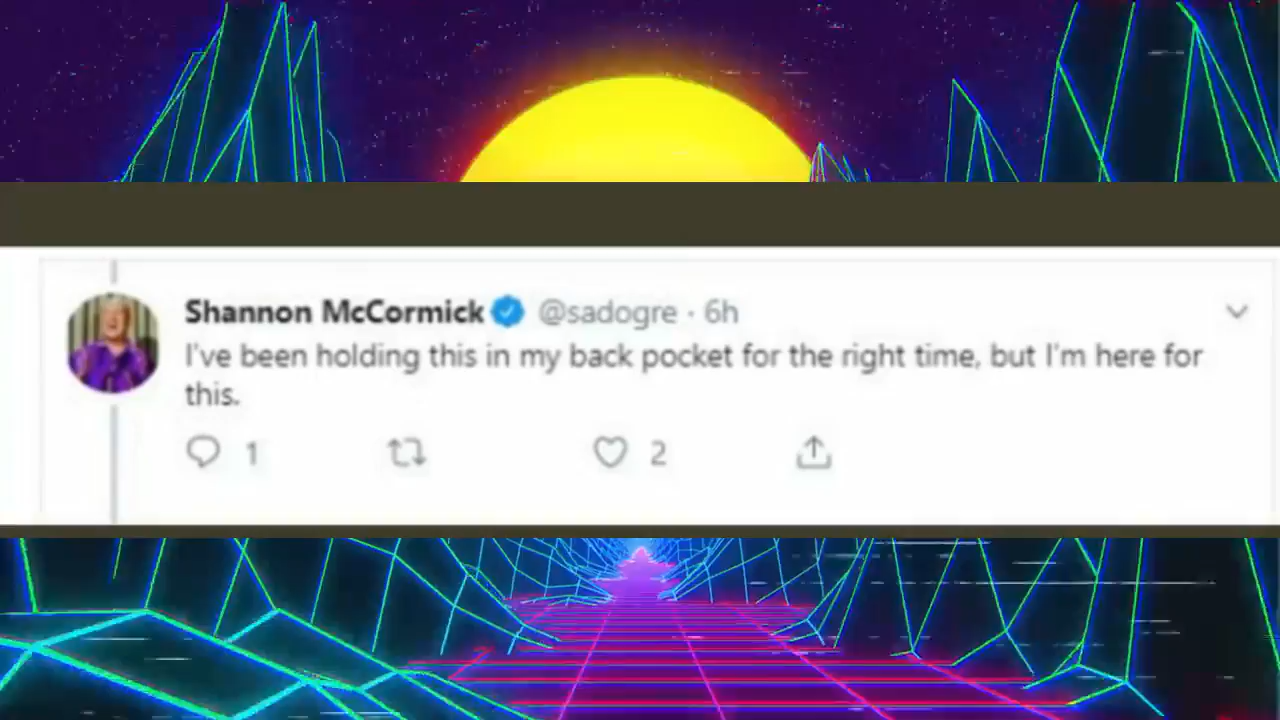 Shannon McCormick @sadogre · 6h
I've been holding this in my back pocket for the right time, but I'm here for
this.
1 2